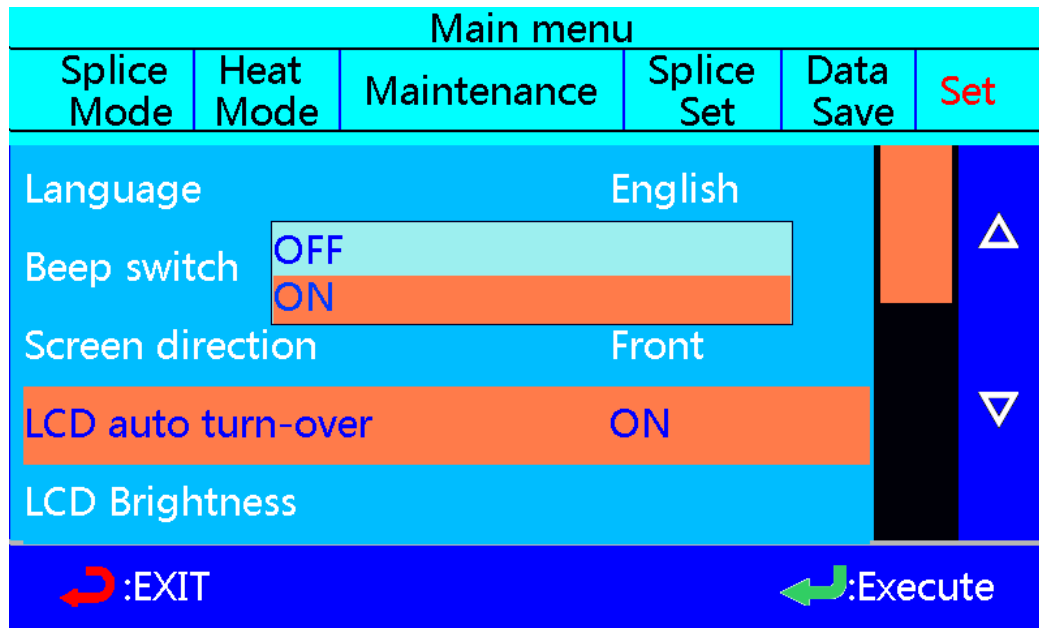 Main menu
Splice Mode Heat Mode Maintenance Splice Set Data Save Set
Language English
OFF
Beep switch
ON
Screen direction Front
LCD auto turn-over ON
LCD Brightness
:EXIT :Execute